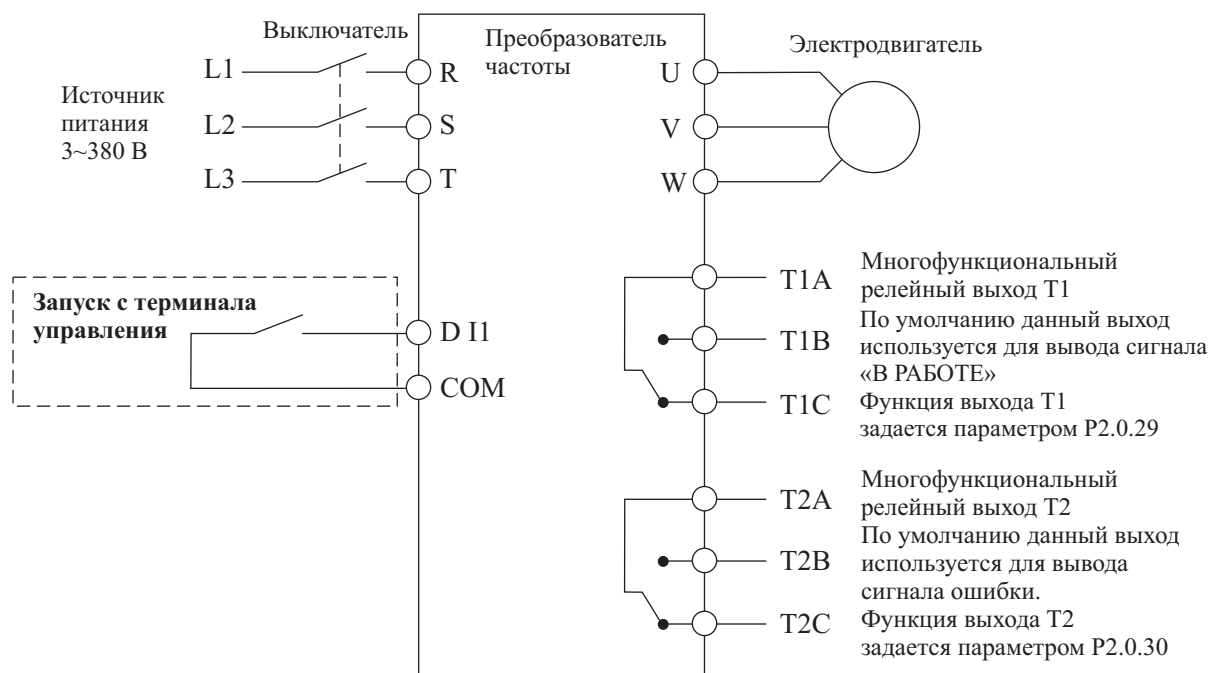 Выключатель
Преобразователь
частоты
Электродвигатель
Источник
питания
3~380 В
L1
L2
L3
R
S
T
U
V
W
Запуск с терминала
управления
D I1
COM
T1A
T1B
T1C
Многофункциональный
релейный выход T1
По умолчанию данный выход
используется для вывода сигнала
«В РАБОТЕ»
Функция выхода T1
задается параметром P2.0.29
T2A
T2B
T2C
Многофункциональный
релейный выход T2
По умолчанию данный выход
используется для вывода
сигнала ошибки.
Функция выхода T2
задается параметром P2.0.30